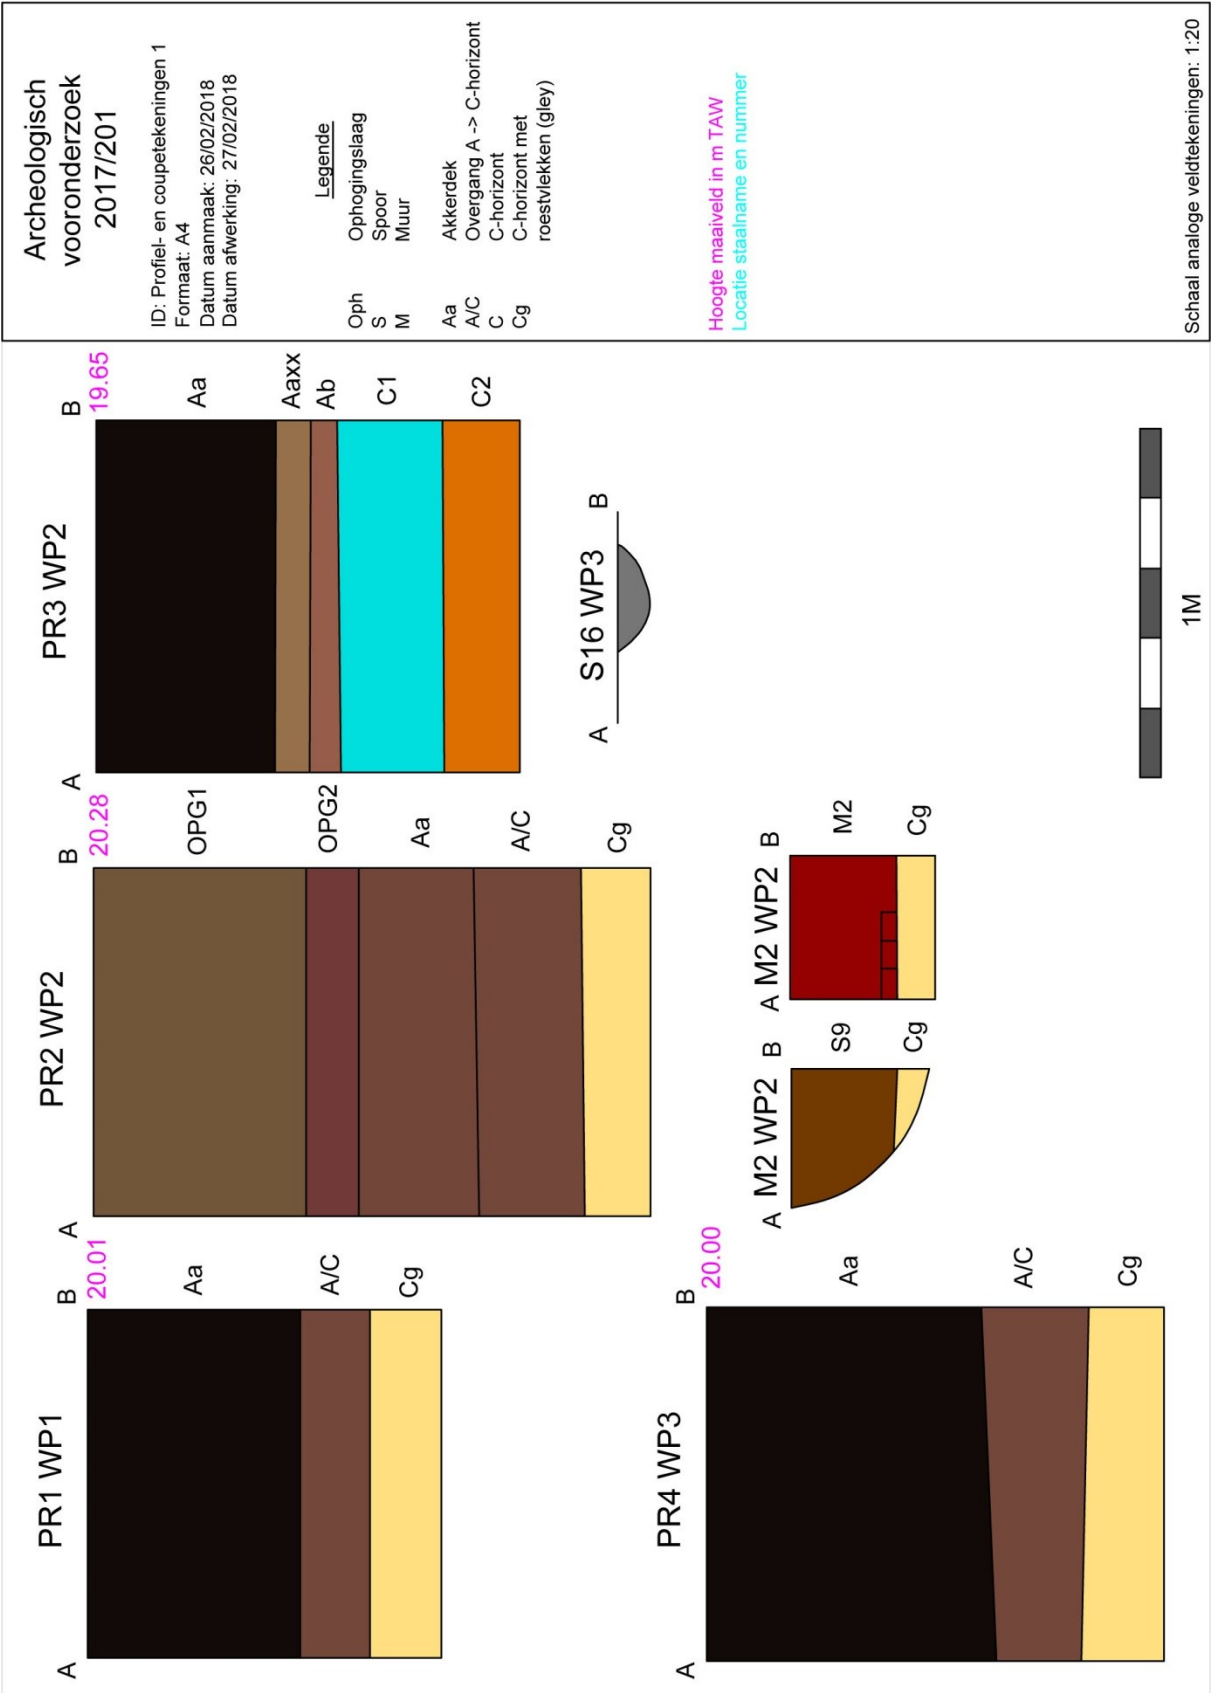 PR1 WP1
A
B
20.01
Aa
A/C
Cg
PR2 WP2
A
B
20.28
OPG1
OPG2
Aa
A/C
Cg
PR3 WP2
A
B
19.65
Aa
Aaxx
Ab
C1
C2
PR4 WP3
A
B
20.00
Aa
A/C
Cg
M2 WP2
A
B
S9
Cg
M2 WP2
A
B
M2
Cg
S16 WP3
A
B
1M
Archeologisch
vooronderzoek
2017/201
ID: Profiel- en coupetekeningen 1
Formaat: A4
Datum aanmaak: 26/02/2018
Datum afwerking: 27/02/2018
Legende
Oph Ophogingslaag
S Spoor
M Muur
Aa Akkerdek
A/C Overgang A -> C-horizont
C C-horizont
Cg C-horizont met
roestvlekken (gley)
Hoogte maaiveld in m TAW
Locatie staalname en nummer
Schaal analoge veldtekeningen: 1:20